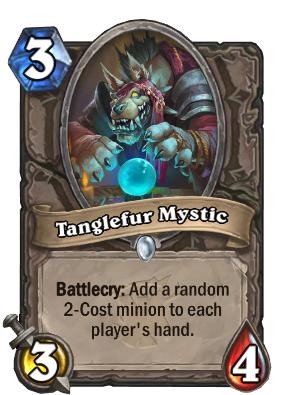 3
Tanglefur Mystic
Battlecry: Add a random
2-Cost minion to each
player's hand.
3
4